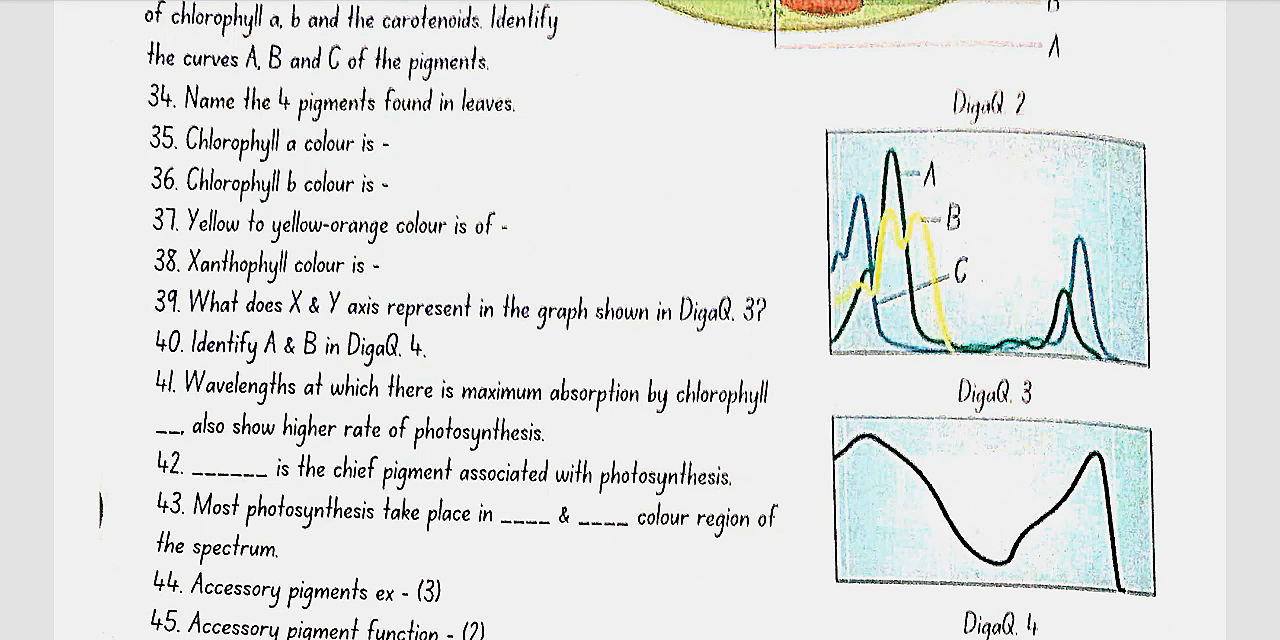 of chlorophyll a, b and the carotenoids. Identify
the curves A, B and C of the pigments.
34. Name the 4 pigments found in leaves.
35. Chlorophyll a colour is -
36. Chlorophyll b colour is -
37. Yellow to yellow-orange colour is of -
38. Xanthophyll colour is -
39. What does X & Y axis represent in the graph shown in DigaQ. 3?
40. Identify A & B in DigaQ. 4.
41. Wavelengths at which there is maximum absorption by chlorophyll
__, also show higher rate of photosynthesis.
42. ______ is the chief pigment associated with photosynthesis.
43. Most photosynthesis take place in ____ & ____ colour region of
the spectrum.
44. Accessory pigments ex - (3)
45. Accessory pigment function - (2)
A
DigaQ. 2
A
B
C
DigaQ. 3
DigaQ. 4